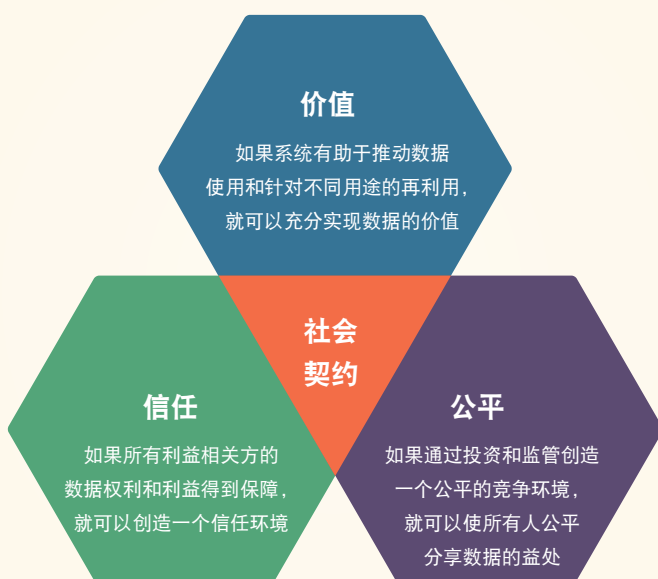 价值
如果系统有助于推动数据
使用和针对不同用途的再利用，
就可以充分实现数据的价值
社会
契约
信任
如果所有利益相关方的
数据权利和利益得到保障，
就可以创造一个信任环境
公平
如果通过投资和监管创造
一个公平的竞争环境，
就可以使所有人公平
分享数据的益处